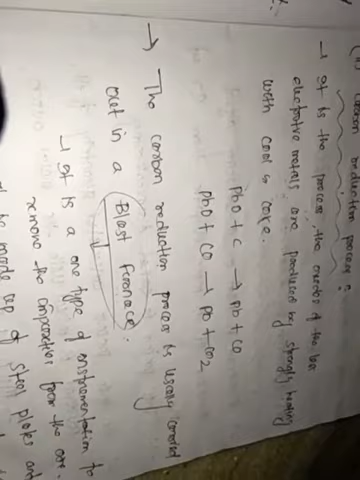 (ii) Carbon reduction process :
→ It is the process, the oxides of the less
electropositive metals are produced by strongly heating
with coal & coke.
PbO + C → Pb + CO
PbO + CO → Pb + CO2
→ The carbon reduction process is usually carried
out in a Blast furnace.
→ It is a one type of instrumentation to
remove the impurities from the ore.
be made up of steel plates and